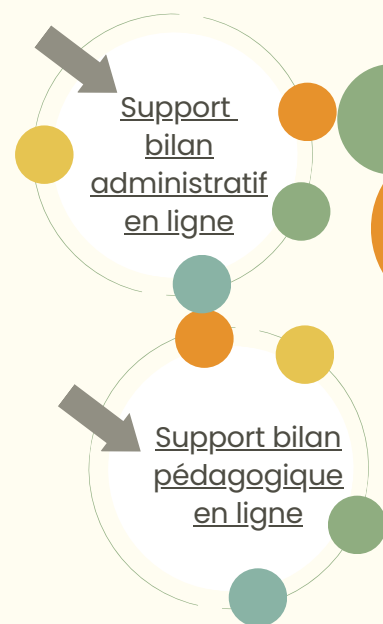 Support
bilan
administratif
en ligne
Support bilan
pédagogique
en ligne